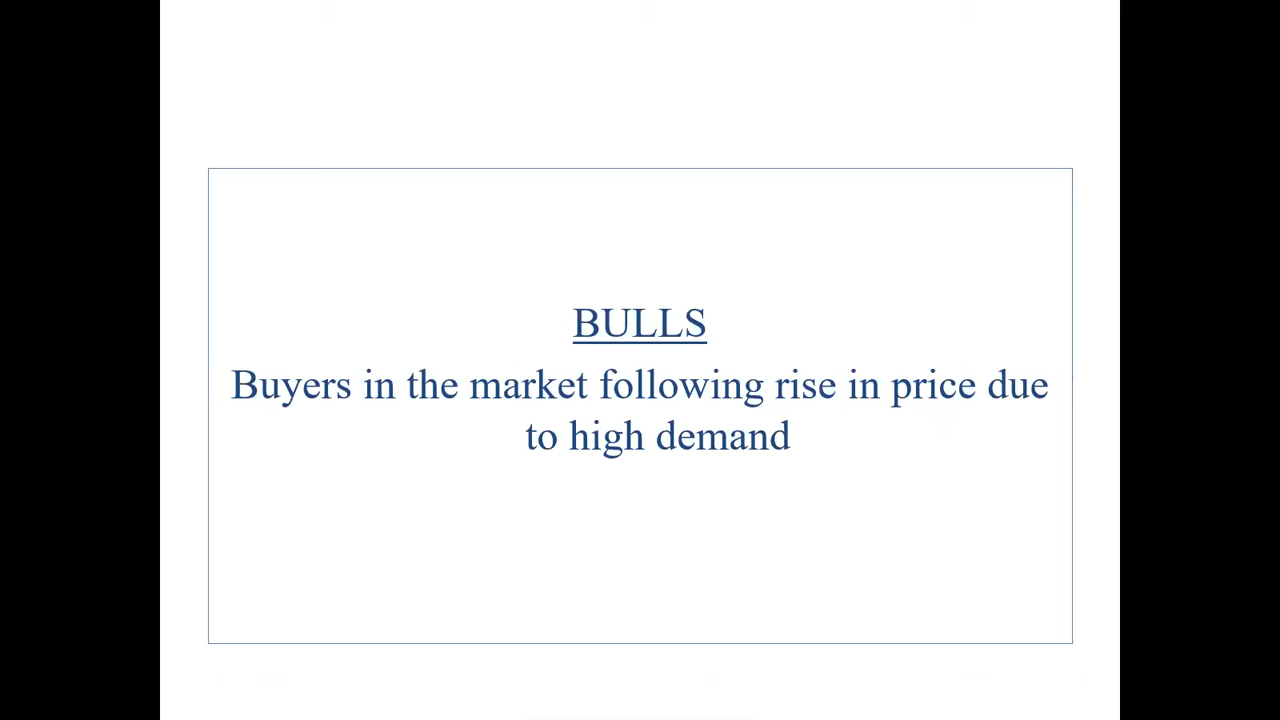 BULLS
Buyers in the market following rise in price due
to high demand